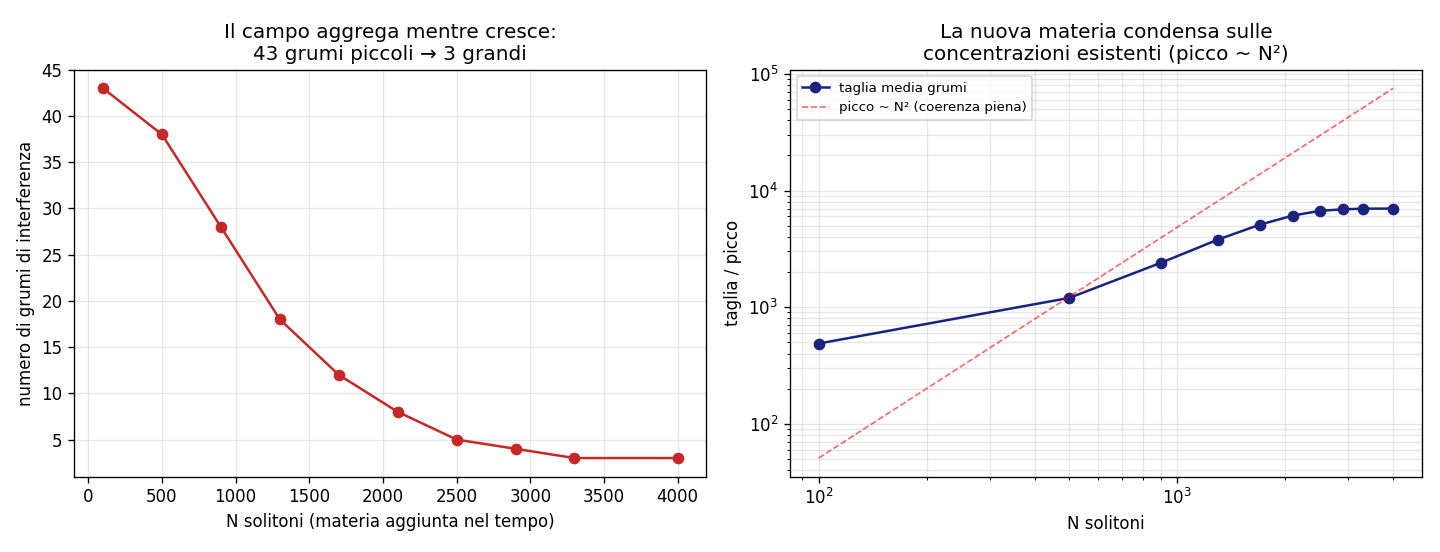 Il campo aggrega mentre cresce:
43 grumi piccoli → 3 grandi
numero di grumi di interferenza
45
40
35
30
25
20
15
10
5
0
500
1000
1500
2000
2500
3000
3500
4000
N solitoni (materia aggiunta nel tempo)
La nuova materia condensa sulle
concentrazioni esistenti (picco ~ N²)
taglia media grumi
picco ~ N² (coerenza piena)
taglia / picco
10⁵
10⁴
10³
10²
10²
10³
N solitoni